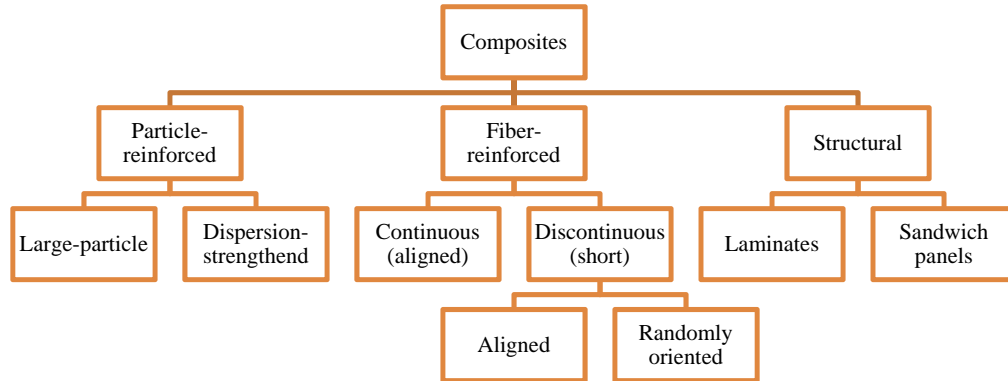 Composites
Particle-
reinforced
Fiber-
reinforced
Structural
Large-particle
Dispersion-
strengthend
Continuous
(aligned)
Discontinuous
(short)
Laminates
Sandwich
panels
Aligned
Randomly
oriented